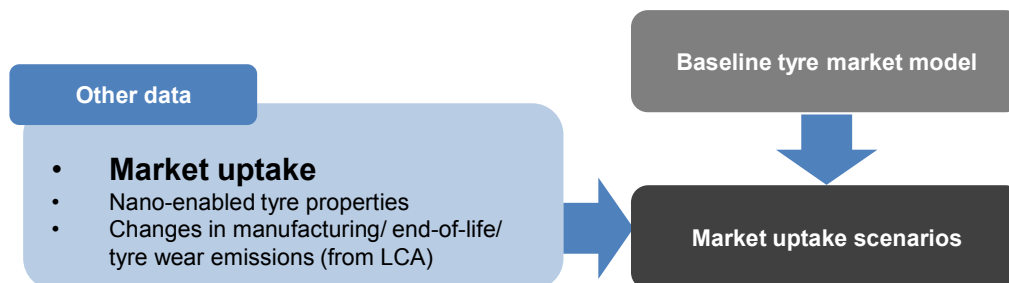 Baseline tyre market model
Other data
• Market uptake
• Nano-enabled tyre properties
• Changes in manufacturing/ end-of-life/
tyre wear emissions (from LCA)
Market uptake scenarios